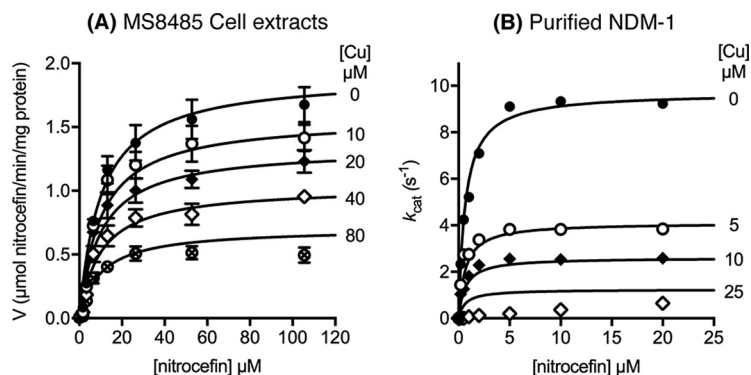 (A) MS8485 Cell extracts
[Cu]
µM
2.0
1.5
1.0
0.5
0.0
V (µmol nitrocefin/min/mg protein)
0
10
20
40
80
0 20 40 60 80 100 120
[nitrocefin] µM
(B) Purified NDM-1
[Cu]
µM
10
8
6
4
2
0
kcat (s-1)
0
5
10
25
0 5 10 15 20 25
[nitrocefin] µM